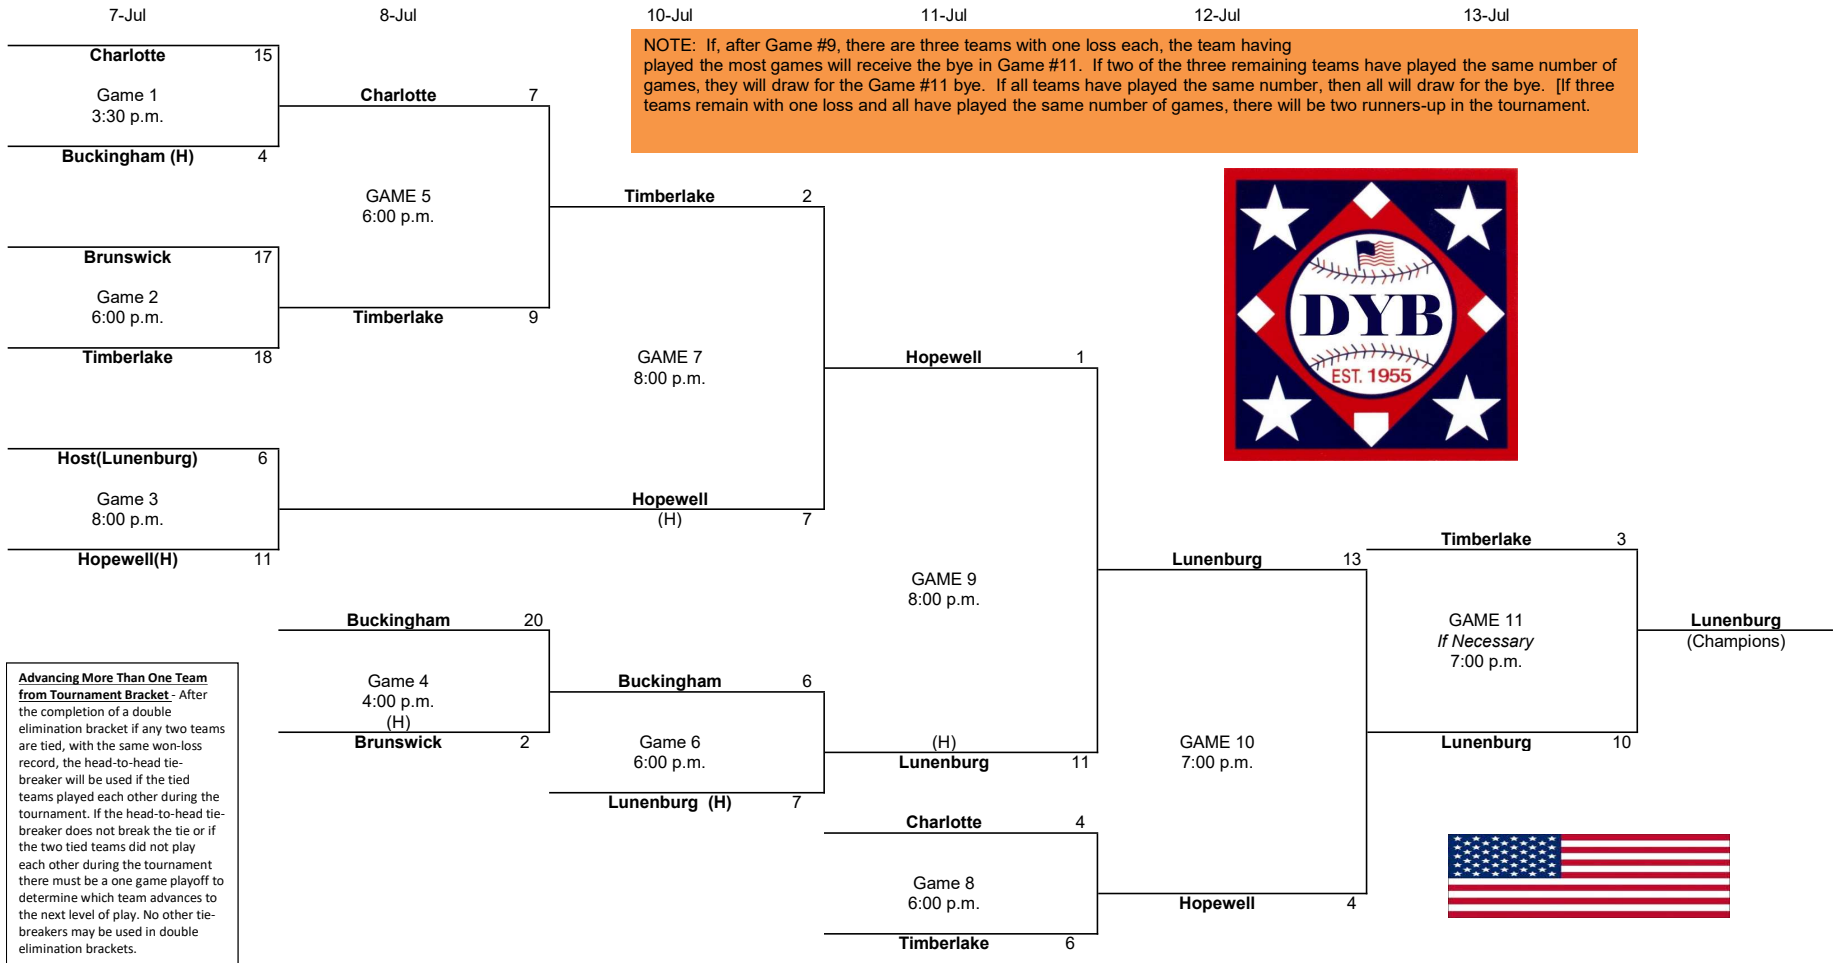 7-Jul 8-Jul 10-Jul 11-Jul 12-Jul 13-Jul
NOTE: If, after Game #9, there are three teams with one loss each, the team having
played the most games will receive the bye in Game #11. If two of the three remaining teams have played the same number of
games, they will draw for the Game #11 bye. If all teams have played the same number, then all will draw for the bye. [If three
teams remain with one loss and all have played the same number of games, there will be two runners-up in the tournament.
Charlotte 15
Game 1
3:30 p.m.
Buckingham (H) 4
Brunswick 17
Game 2
6:00 p.m.
Timberlake 18
Host(Lunenburg) 6
Game 3
8:00 p.m.
Hopewell(H) 11
Charlotte 7
GAME 5
6:00 p.m.
Timberlake 9
Buckingham 20
Game 4
4:00 p.m.
(H)
Brunswick 2
Timberlake 2
GAME 7
8:00 p.m.
Hopewell
(H) 7
Buckingham 6
Game 6
6:00 p.m.
Lunenburg (H) 7
Hopewell 1
GAME 9
8:00 p.m.
(H)
Lunenburg 11
Charlotte 4
Game 8
6:00 p.m.
Timberlake 6
Lunenburg 13
GAME 10
7:00 p.m.
Hopewell 4
Timberlake 3
GAME 11
If Necessary
7:00 p.m.
Lunenburg 10
Lunenburg
(Champions)
DYB
EST. 1955
Advancing More Than One Team
from Tournament Bracket - After
the completion of a double
elimination bracket if any two teams
are tied, with the same won-loss
record, the head-to-head tie-
breaker will be used if the tied
teams played each other during the
tournament. If the head-to-head tie-
breaker does not break the tie or if
the two tied teams did not play
each other during the tournament
there must be a one game playoff to
determine which team advances to
the next level of play. No other tie-
breakers may be used in double
elimination brackets.